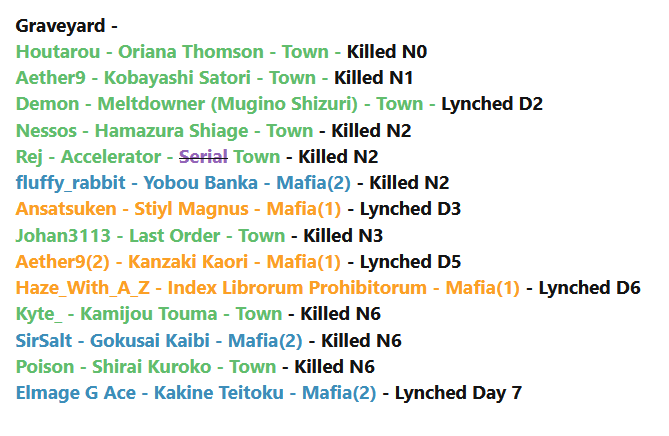 Graveyard -
Houtarou - Oriana Thomson - Town - Killed N0
Aether9 - Kobayashi Satori - Town - Killed N1
Demon - Meltdowner (Mugino Shizuri) - Town - Lynched D2
Nessos - Hamazura Shiage - Town - Killed N2
Rej - Accelerator - Serial Town - Killed N2
fluffy_rabbit - Yobou Banka - Mafia(2) - Killed N2
Ansatsuken - Stiyl Magnus - Mafia(1) - Lynched D3
Johan3113 - Last Order - Town - Killed N3
Aether9(2) - Kanzaki Kaori - Mafia(1) - Lynched D5
Haze_With_A_Z - Index Librorum Prohibitorum - Mafia(1) - Lynched D6
Kyte_ - Kamijou Touma - Town - Killed N6
SirSalt - Gokusai Kaibi - Mafia(2) - Killed N6
Poison - Shirai Kuroko - Town - Killed N6
Elmage G Ace - Kakine Teitoku - Mafia(2) - Lynched Day 7